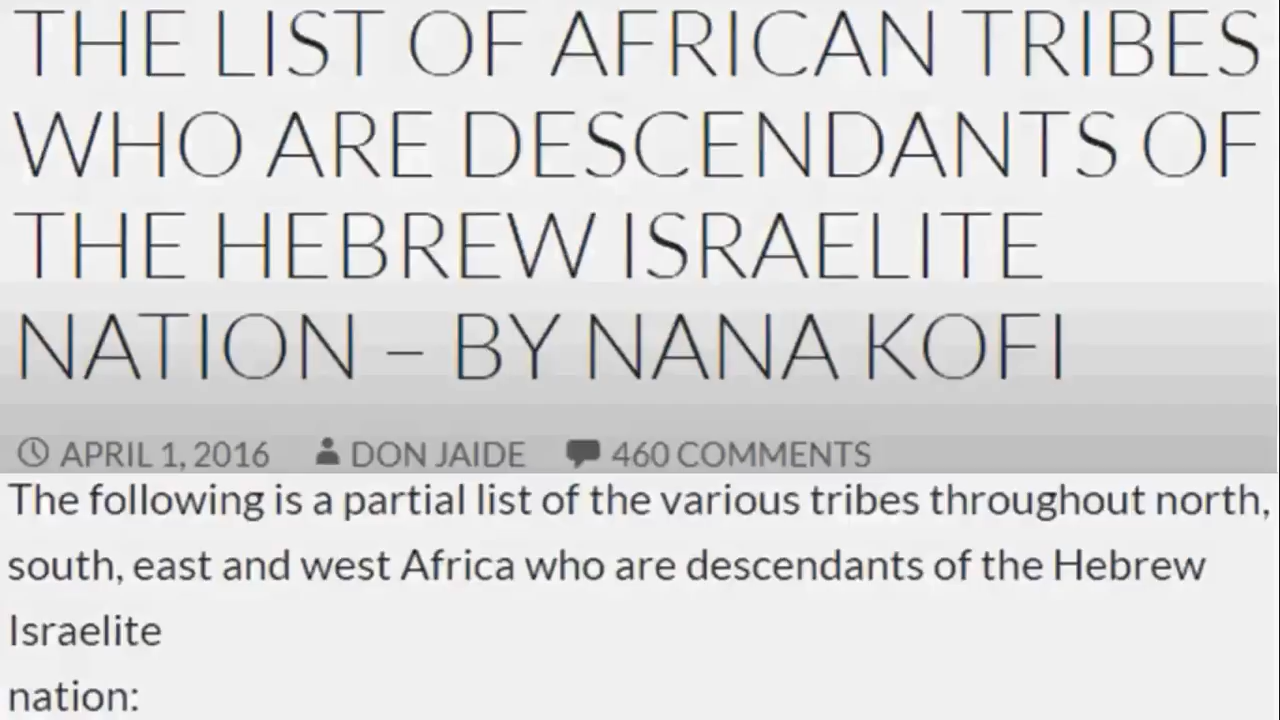 THE LIST OF AFRICAN TRIBES
WHO ARE DESCENDANTS OF
THE HEBREW ISRAELITE
NATION – BY NANA KOFI
APRIL 1, 2016 DON JAIDE 460 COMMENTS
The following is a partial list of the various tribes throughout north,
south, east and west Africa who are descendants of the Hebrew
Israelite
nation: